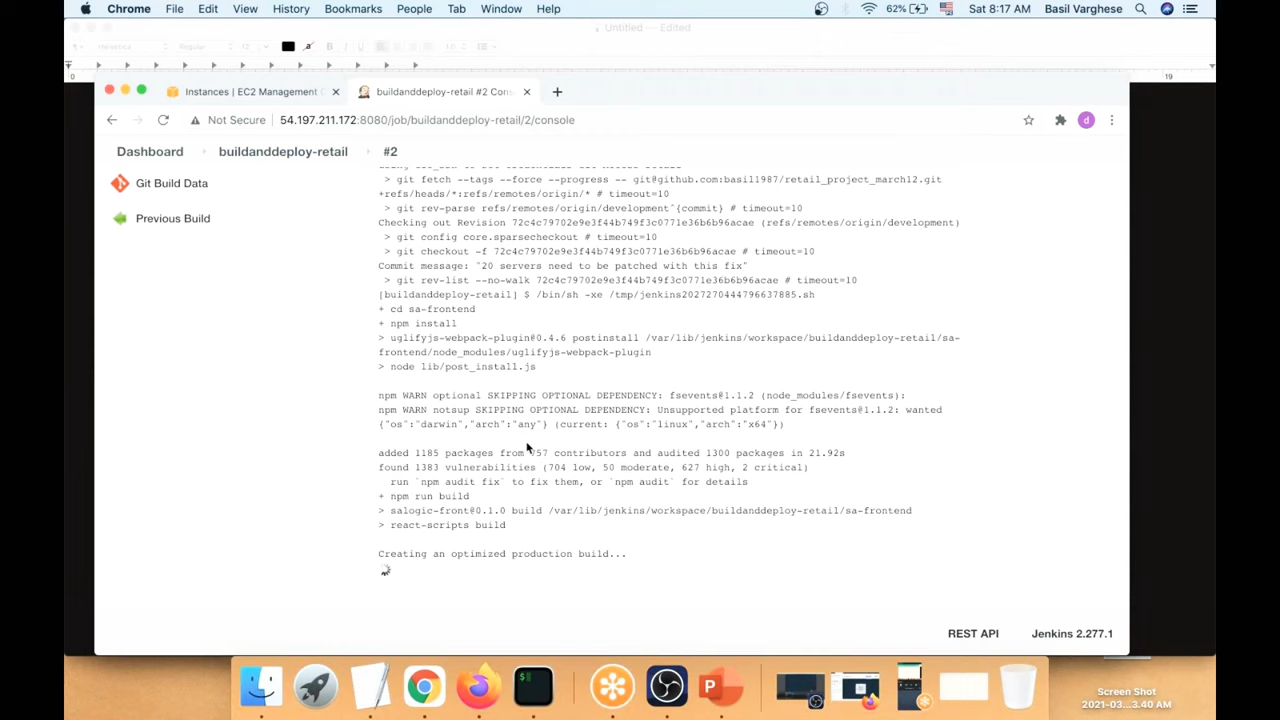 Chrome File Edit View History Bookmarks People Tab Window Help 62% Sat 8:17 AM Basil Varghese
Untitled — Edited
Helvetica Regular 12
0 19
Instances | EC2 Management buildanddeploy-retail #2 Con
Not Secure 54.197.211.172:8080/job/buildanddeploy-retail/2/console d
Dashboard buildanddeploy-retail #2
Git Build Data
Previous Build
> git fetch --tags --force --progress -- git@github.com:basil1987/retail_project_march12.git
+refs/heads/*:refs/remotes/origin/* # timeout=10
> git rev-parse refs/remotes/origin/development^{commit} # timeout=10
Checking out Revision 72c4c79702e9e3f44b749f3c0771e36b6b96acae (refs/remotes/origin/development)
> git config core.sparsecheckout # timeout=10
> git checkout -f 72c4c79702e9e3f44b749f3c0771e36b6b96acae # timeout=10
Commit message: "20 servers need to be patched with this fix"
> git rev-list --no-walk 72c4c79702e9e3f44b749f3c0771e36b6b96acae # timeout=10
[buildanddeploy-retail] $ /bin/sh -xe /tmp/jenkins2027270444796637885.sh
+ cd sa-frontend
+ npm install
> uglifyjs-webpack-plugin@0.4.6 postinstall /var/lib/jenkins/workspace/buildanddeploy-retail/sa-
frontend/node_modules/uglifyjs-webpack-plugin
> node lib/post_install.js
npm WARN optional SKIPPING OPTIONAL DEPENDENCY: fsevents@1.1.2 (node_modules/fsevents):
npm WARN notsup SKIPPING OPTIONAL DEPENDENCY: Unsupported platform for fsevents@1.1.2: wanted
{"os":"darwin","arch":"any"} (current: {"os":"linux","arch":"x64"})
added 1185 packages from 757 contributors and audited 1300 packages in 21.92s
found 1383 vulnerabilities (704 low, 50 moderate, 627 high, 2 critical)
run `npm audit fix` to fix them, or `npm audit` for details
+ npm run build
> salogic-front@0.1.0 build /var/lib/jenkins/workspace/buildanddeploy-retail/sa-frontend
> react-scripts build
Creating an optimized production build...
REST API Jenkins 2.277.1
Screen Shot
2021-03...3.40 AM